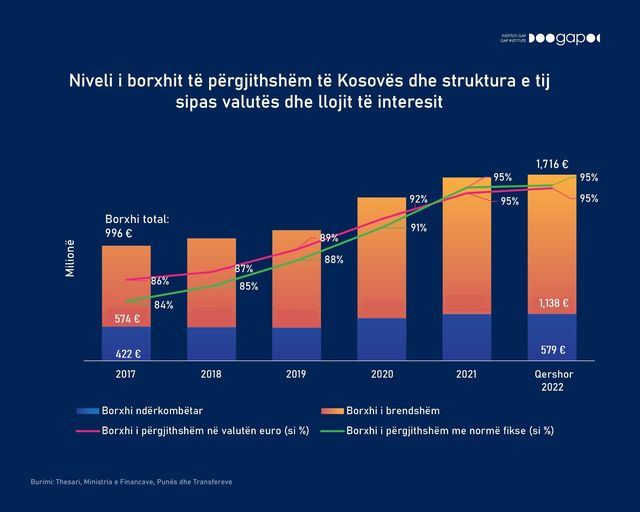 INSTITUTI GAP
GAP INSTITUTE
gap
Niveli i borxhit të përgjithshëm të Kosovës dhe struktura e tij
sipas valutës dhe llojit të interesit
Milionë
Borxhi total:
996 €
1,716 €
86%
84%
87%
85%
89%
88%
92%
91%
95%
95%
95%
95%
574 €
422 €
1,138 €
579 €
2017
2018
2019
2020
2021
Qershor
2022
Borxhi ndërkombëtar
Borxhi i brendshëm
Borxhi i përgjithshëm në valutën euro (si %)
Borxhi i përgjithshëm me normë fikse (si %)
Burimi: Thesari, Ministria e Financave, Punës dhe Transfereve